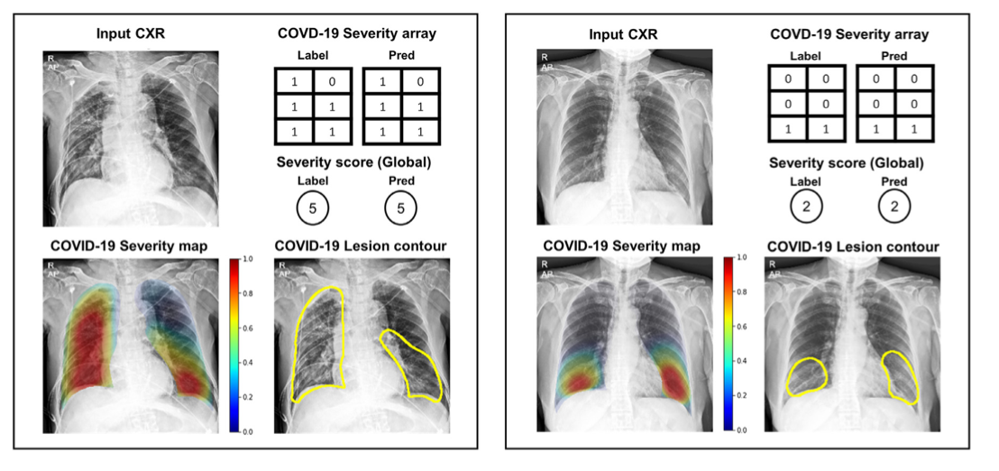 Input CXR
COVD-19 Severity array
Label Pred
R
AP
1 0 1 0
1 1 1 1
1 1 1 1
Severity score (Global)
Label Pred
5 5
COVID-19 Severity map
COVID-19 Lesion contour
R
AP
1.0
0.8
0.6
0.4
0.2
0.0
R
AP
Input CXR
COVD-19 Severity array
Label Pred
R
AP
0 0 0 0
0 0 0 0
1 1 1 1
Severity score (Global)
Label Pred
2 2
COVID-19 Severity map
COVID-19 Lesion contour
R
AP
1.0
0.8
0.6
0.4
0.2
0.0
R
AP